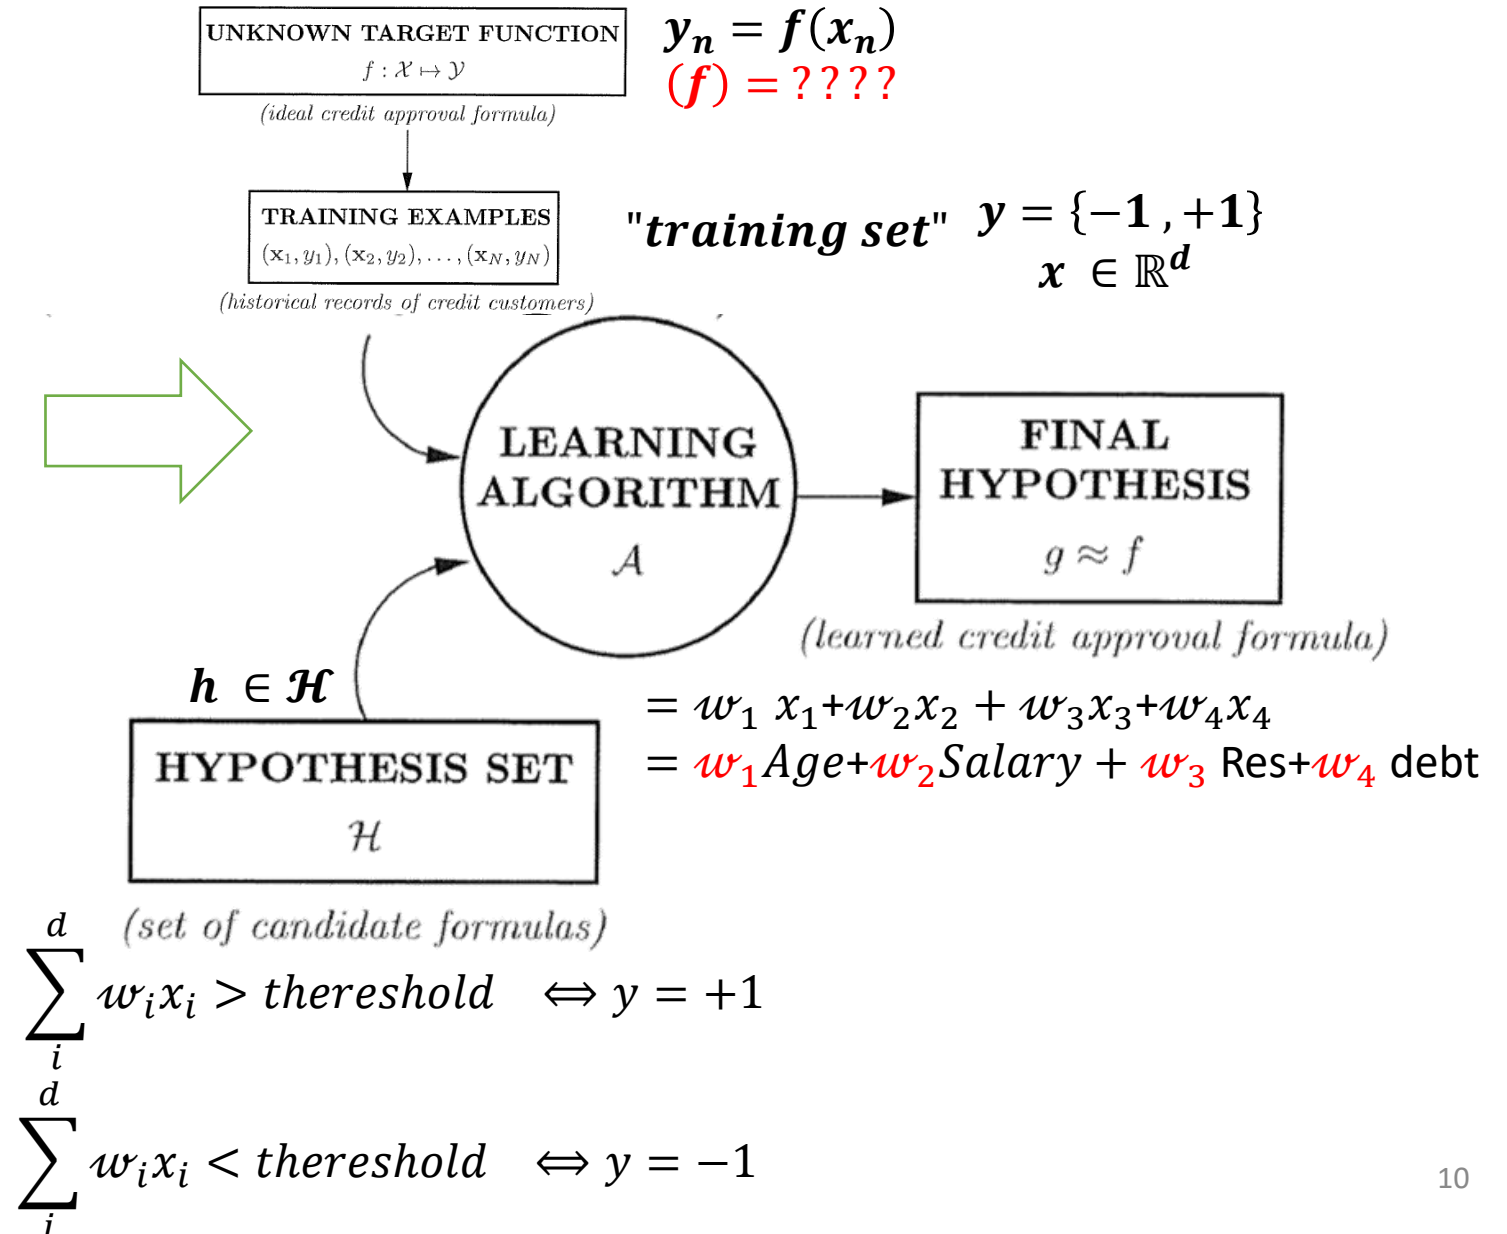 UNKNOWN TARGET FUNCTION
f : 𝒳 ↦ 𝒴
(ideal credit approval formula)
yₙ = f(xₙ)
(f) = ????
TRAINING EXAMPLES
(x₁, y₁), (x₂, y₂), . . . , (x_N, y_N)
(historical records of credit customers)
"training set" y = {−1 , +1}
x ∈ ℝᵈ
LEARNING
ALGORITHM
𝒜
FINAL
HYPOTHESIS
g ≈ f
(learned credit approval formula)
= w₁ x₁+w₂x₂ + w₃x₃+w₄x₄
= w₁Age+w₂Salary + w₃ Res+w₄ debt
h ∈ ℋ
HYPOTHESIS SET
ℋ
(set of candidate formulas)
∑ᵢᵈ wᵢxᵢ > thereshold ⟺ y = +1
∑ᵢᵈ wᵢxᵢ < thereshold ⟺ y = −1
10